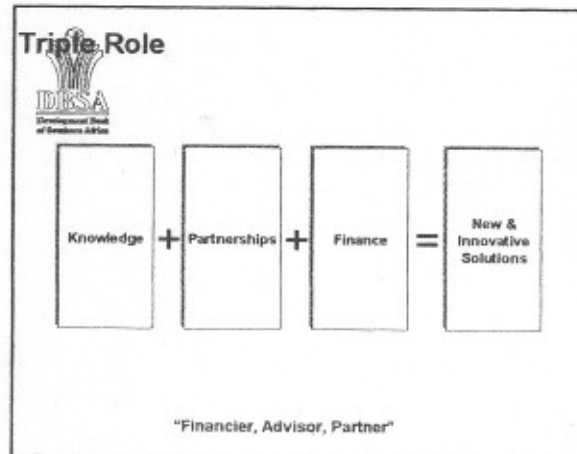 Triple Role
DBSA
Development Bank
of Southern Africa
Knowledge + Partnerships + Finance = New &
Innovative
Solutions
"Financier, Advisor, Partner"